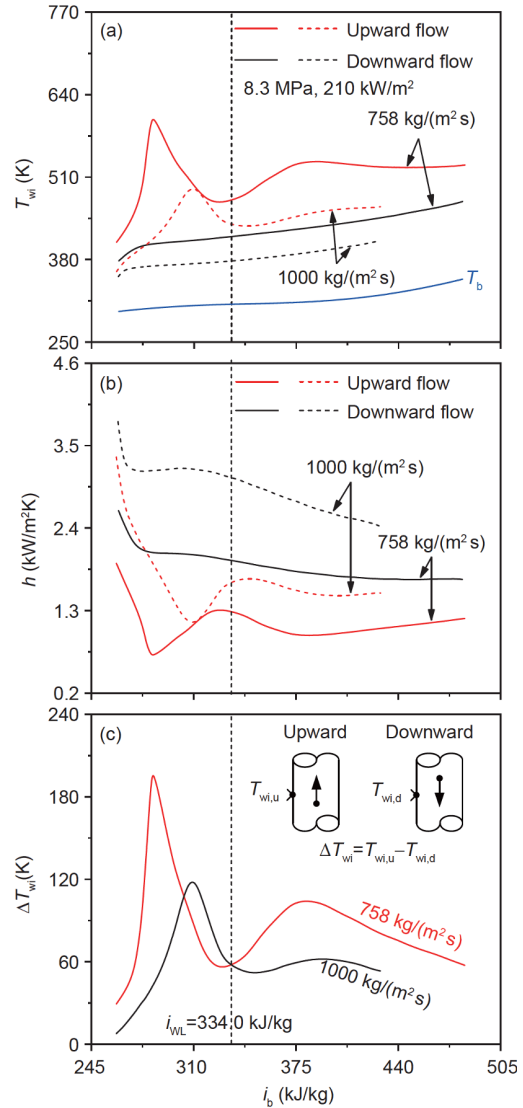 770
(a)
Upward flow
Downward flow
640
8.3 MPa, 210 kW/m²
758 kg/(m² s)
510
T_wi (K)
380
1000 kg/(m² s)
T_b
250
4.6
(b)
Upward flow
Downward flow
3.5
1000 kg/(m² s)
h (kW/m²K)
2.4
758 kg/(m² s)
1.3
0.2
240
(c)
Upward Downward
180
T_wi,u T_wi,d
ΔT_wi=T_wi,u−T_wi,d
ΔT_wi(K)
120
758 kg/(m²s)
60
1000 kg/(m²s)
i_WL=334.0 kJ/kg
0
245 310 375 440 505
i_b (kJ/kg)